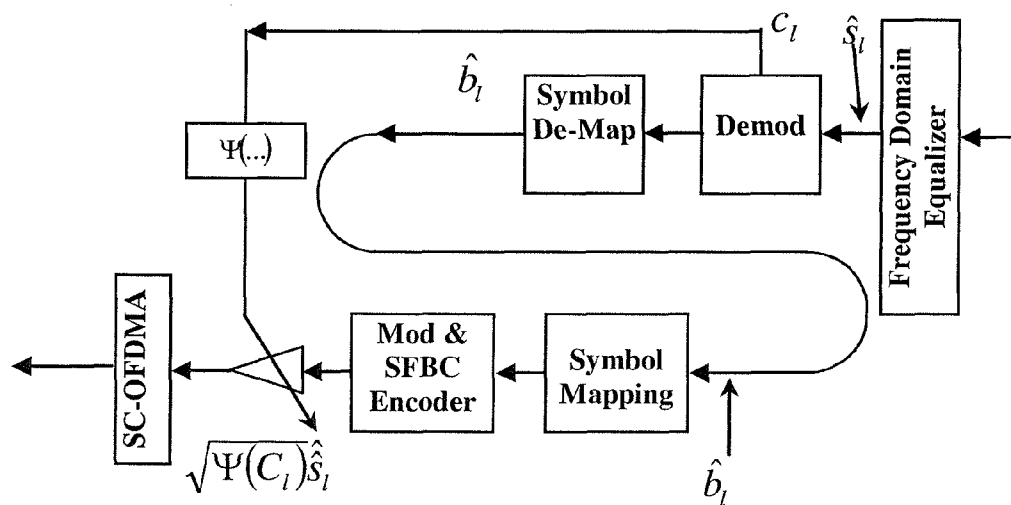 c_l
ŝ_l
b̂_l
Symbol
De-Map
Demod
Frequency Domain
Equalizer
Ψ(...)
SC-OFDMA
Mod &
SFBC
Encoder
Symbol
Mapping
√Ψ(C_l) ŝ̂_l
b̂_l